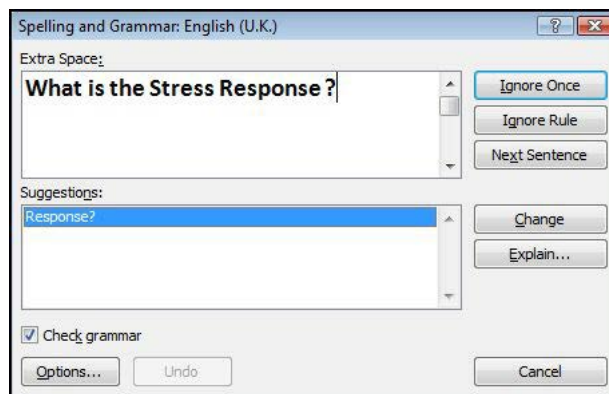 Spelling and Grammar: English (U.K.)
Extra Space:
What is the Stress Response ?
Ignore Once
Ignore Rule
Next Sentence
Suggestions:
Response?
Change
Explain...
Check grammar
Options...
Undo
Cancel